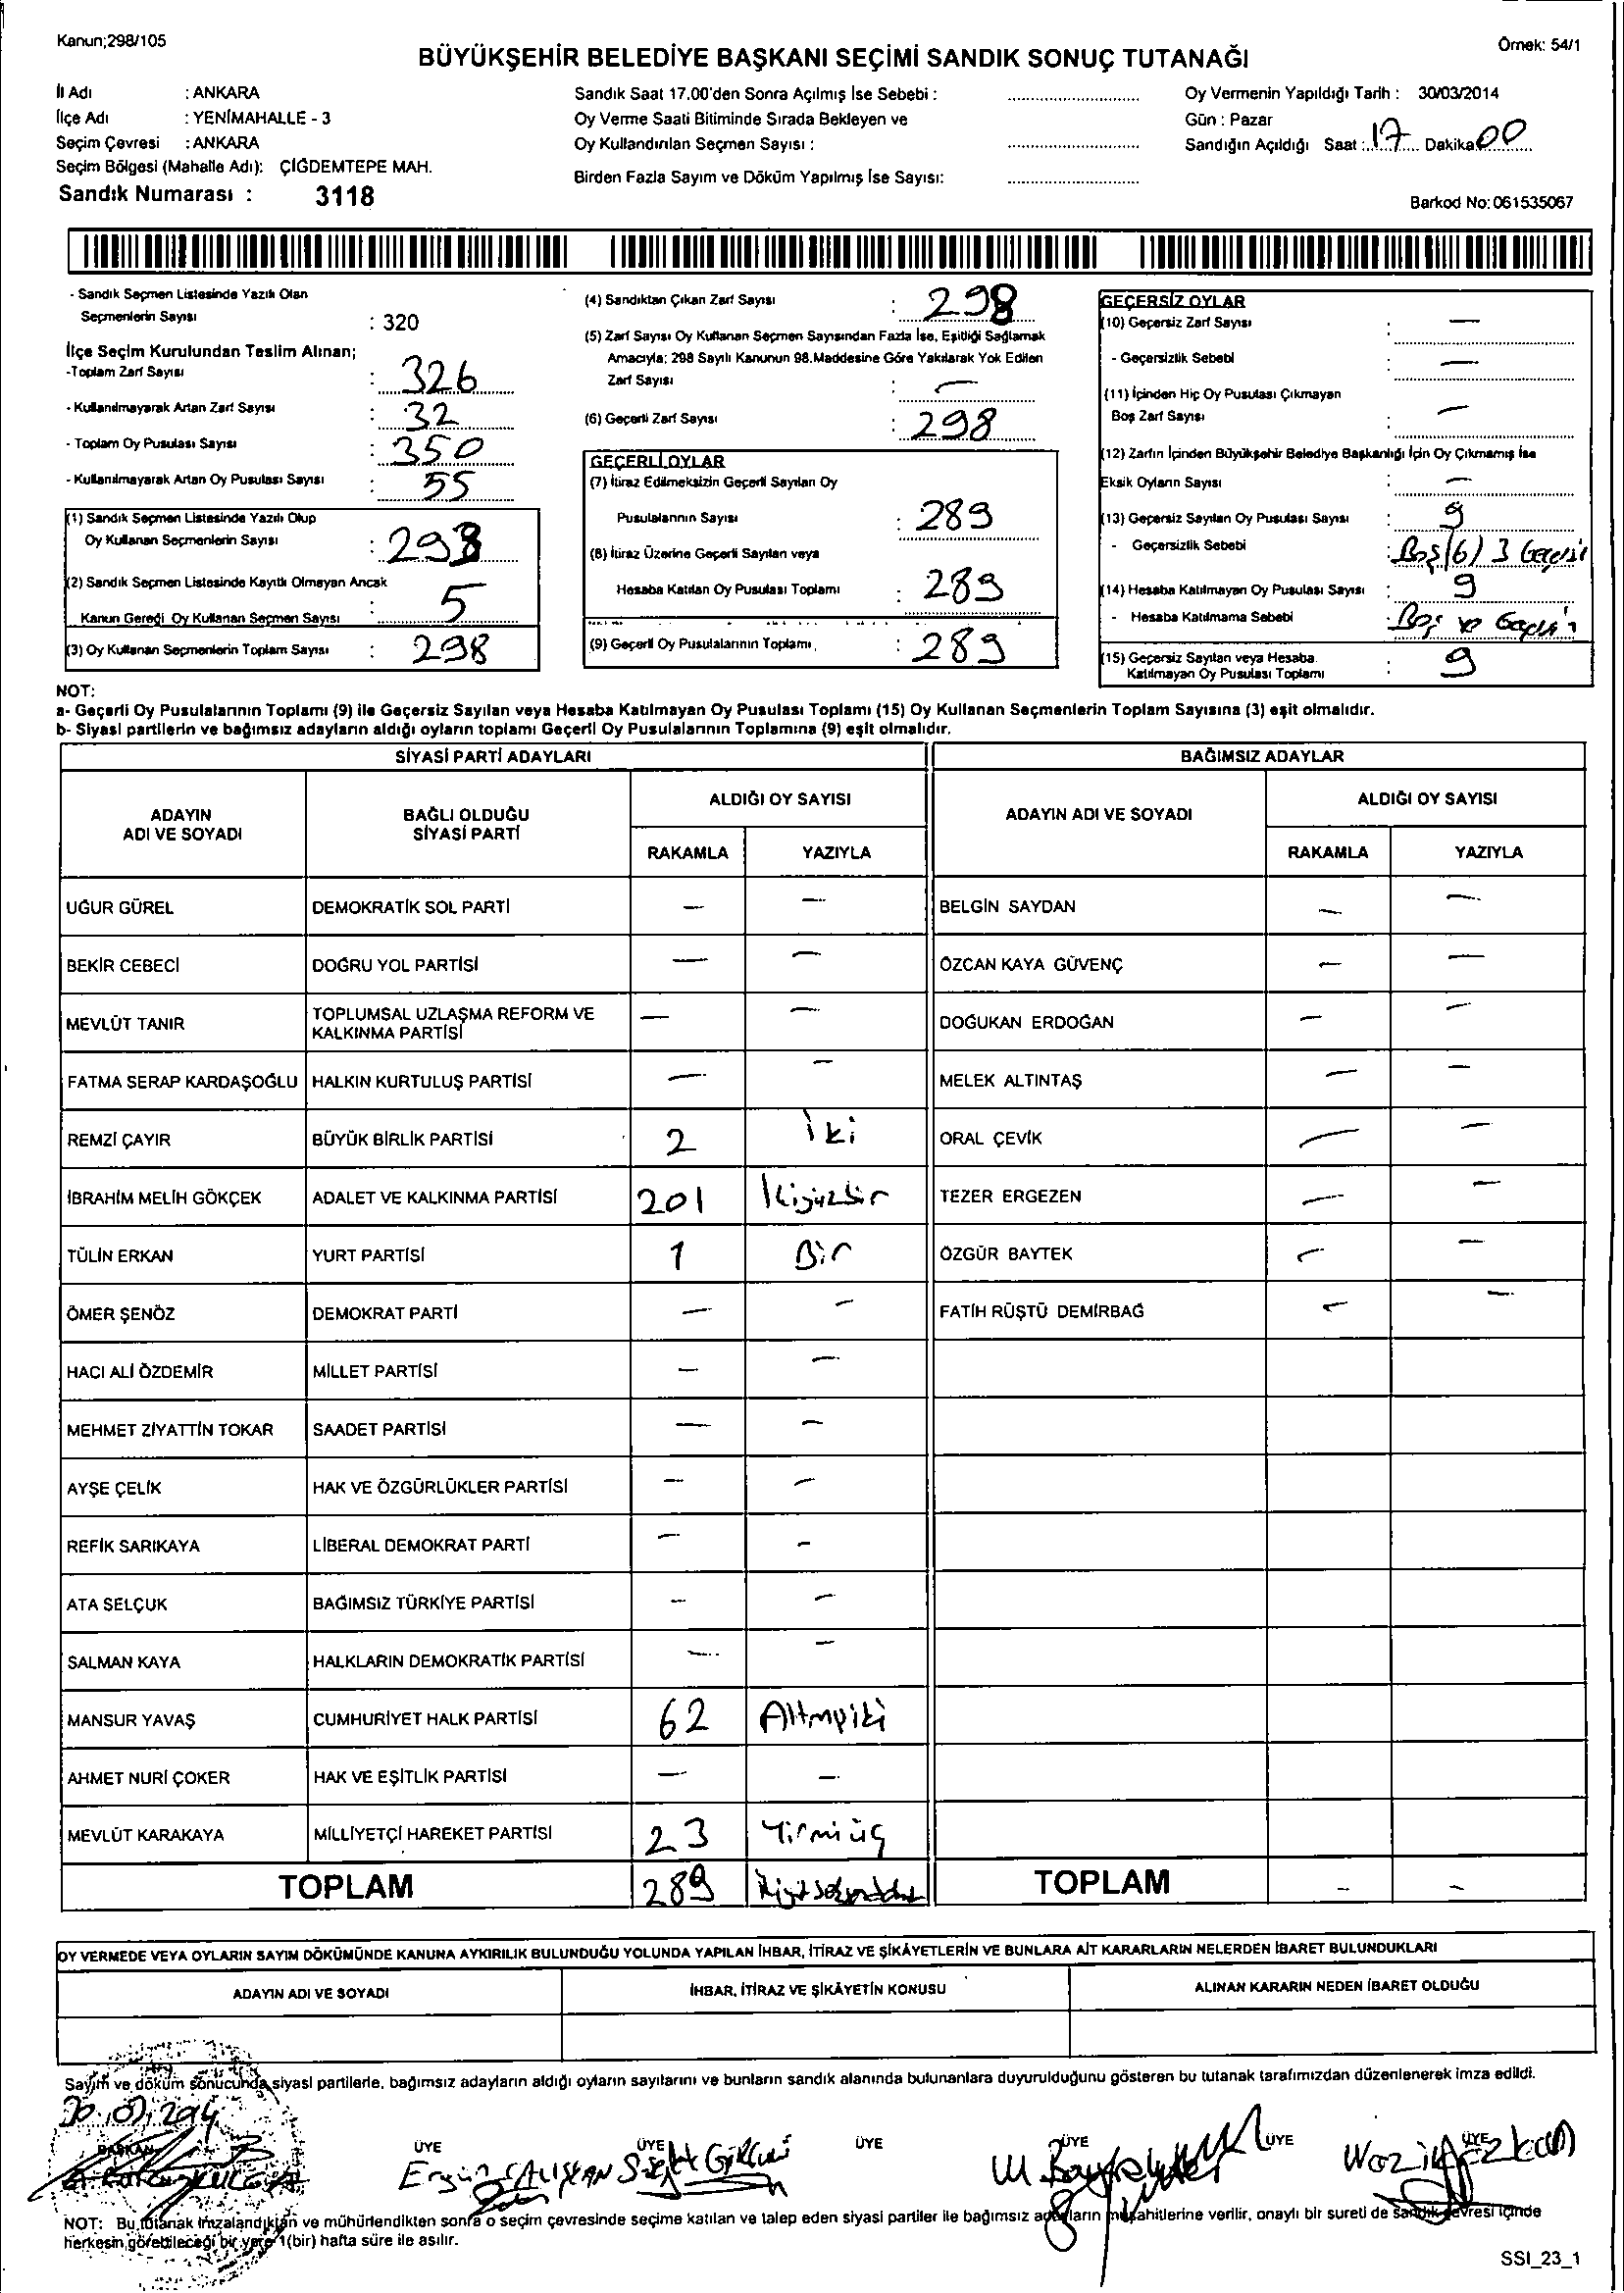 Kanun;298/105
Örnek: 54/1
BÜYÜKŞEHİR BELEDİYE BAŞKANI SEÇİMİ SANDIK SONUÇ TUTANAĞI
İl Adı : ANKARA
İlçe Adı : YENİMAHALLE - 3
Seçim Çevresi : ANKARA
Seçim Bölgesi (Mahalle Adı): ÇİĞDEMTEPE MAH.
Sandık Numarası : 3118
Sandık Saat 17.00'den Sonra Açılmış İse Sebebi :
Oy Verme Saati Bitiminde Sırada Bekleyen ve
Oy Kullandırılan Seçmen Sayısı :
Birden Fazla Sayım ve Döküm Yapılmış İse Sayısı:
Oy Vermenin Yapıldığı Tarih : 30/03/2014
Gün : Pazar
Sandığın Açıldığı Saat : 17 Dakika 00
Barkod No: 061535067
- Sandık Seçmen Listesinde Yazılı Olan
Seçmenlerin Sayısı : 320
İlçe Seçim Kurulundan Teslim Alınan;
-Toplam Zarf Sayısı : 326
- Kullanılmayarak Artan Zarf Sayısı : 32
- Toplam Oy Pusulası Sayısı : 350
- Kullanılmayarak Artan Oy Pusulası Sayısı : 55
(1) Sandık Seçmen Listesinde Yazılı Olup
Oy Kullanan Seçmenlerin Sayısı :
(2) Sandık Seçmen Listesinde Kayıtlı Olmayan Ancak
Kanun Gereği Oy Kullanan Seçmen Sayısı : 5
(3) Oy Kullanan Seçmenlerin Toplam Sayısı : 298
(4) Sandıktan Çıkan Zarf Sayısı : 298
(5) Zarf Sayısı Oy Kullanan Seçmen Sayısından Fazla İse, Eşitliği Sağlamak
Amacıyla; 298 Sayılı Kanunun 98.Maddesine Göre Yakılarak Yok Edilen
Zarf Sayısı : —
(6) Geçerli Zarf Sayısı : 298
GEÇERLİ OYLAR
(7) İtiraz Edilmeksizin Geçerli Sayılan Oy
Pusulalarının Sayısı : 289
(8) İtiraz Üzerine Geçerli Sayılan veya
Hesaba Katılan Oy Pusulası Toplamı : 289
(9) Geçerli Oy Pusulalarının Toplamı : 289
GEÇERSİZ OYLAR
(10) Geçersiz Zarf Sayısı : —
- Geçersizlik Sebebi : —
(11) İçinden Hiç Oy Pusulası Çıkmayan
Boş Zarf Sayısı : —
(12) Zarfın İçinden Büyükşehir Belediye Başkanlığı İçin Oy Çıkmamış İse
Eksik Oyların Sayısı : —
(13) Geçersiz Sayılan Oy Pusulası Sayısı : 9
- Geçersizlik Sebebi : Boş (6) 3 Geçersiz
(14) Hesaba Katılmayan Oy Pusulası Sayısı : 9
- Hesaba Katılmama Sebebi : Boş ve Geçersiz
(15) Geçersiz Sayılan veya Hesaba
Katılmayan Oy Pusulası Toplamı : 9
NOT:
a- Geçerli Oy Pusulalarının Toplamı (9) ile Geçersiz Sayılan veya Hesaba Katılmayan Oy Pusulası Toplamı (15) Oy Kullanan Seçmenlerin Toplam Sayısına (3) eşit olmalıdır.
b- Siyasi partilerin ve bağımsız adayların aldığı oyların toplamı Geçerli Oy Pusulalarının Toplamına (9) eşit olmalıdır.
SİYASİ PARTİ ADAYLARI BAĞIMSIZ ADAYLAR
ADAYIN ADI VE SOYADI
BAĞLI OLDUĞU SİYASİ PARTİ
ALDIĞI OY SAYISI
RAKAMLA YAZIYLA
ADAYIN ADI VE SOYADI
ALDIĞI OY SAYISI
RAKAMLA YAZIYLA
UĞUR GÜREL DEMOKRATİK SOL PARTİ — — BELGİN SAYDAN — —
BEKİR CEBECİ DOĞRU YOL PARTİSİ — — ÖZCAN KAYA GÜVENÇ — —
MEVLÜT TANIR TOPLUMSAL UZLAŞMA REFORM VE KALKINMA PARTİSİ — — DOĞUKAN ERDOĞAN — —
FATMA SERAP KARDAŞOĞLU HALKIN KURTULUŞ PARTİSİ — — MELEK ALTINTAŞ — —
REMZİ ÇAYIR BÜYÜK BİRLİK PARTİSİ 2 İki ORAL ÇEVİK — —
İBRAHİM MELİH GÖKÇEK ADALET VE KALKINMA PARTİSİ 201 İkiyüzbir TEZER ERGEZEN — —
TÜLİN ERKAN YURT PARTİSİ 1 Bir ÖZGÜR BAYTEK — —
ÖMER ŞENÖZ DEMOKRAT PARTİ — — FATİH RÜŞTÜ DEMİRBAĞ — —
HACI ALİ ÖZDEMİR MİLLET PARTİSİ — —
MEHMET ZİYATTİN TOKAR SAADET PARTİSİ — —
AYŞE ÇELİK HAK VE ÖZGÜRLÜKLER PARTİSİ — —
REFİK SARIKAYA LİBERAL DEMOKRAT PARTİ — —
ATA SELÇUK BAĞIMSIZ TÜRKİYE PARTİSİ — —
SALMAN KAYA HALKLARIN DEMOKRATİK PARTİSİ — —
MANSUR YAVAŞ CUMHURİYET HALK PARTİSİ 62 Altmışiki
AHMET NURİ ÇOKER HAK VE EŞİTLİK PARTİSİ — —
MEVLÜT KARAKAYA MİLLİYETÇİ HAREKET PARTİSİ 23 Yirmiüç
TOPLAM 289 TOPLAM — —
OY VERMEDE VEYA OYLARIN SAYIM DÖKÜMÜNDE KANUNA AYKIRILIK BULUNDUĞU YOLUNDA YAPILAN İHBAR, İTİRAZ VE ŞİKÂYETLERİN VE BUNLARA AİT KARARLARIN NELERDEN İBARET BULUNDUKLARI
ADAYIN ADI VE SOYADI İHBAR, İTİRAZ VE ŞİKÂYETİN KONUSU ALINAN KARARIN NEDEN İBARET OLDUĞU
Sayım ve döküm sonucunda siyasi partilerle, bağımsız adayların aldığı oyların sayılarını ve bunların sandık alanında bulunanlara duyurulduğunu gösteren bu tutanak tarafımızdan düzenlenerek imza edildi.
BAŞKAN ÜYE ÜYE ÜYE ÜYE ÜYE ÜYE
Ergün ÇALIŞKAN
NOT: Bu tutanak imzalandıktan ve mühürlendikten sonra o seçim çevresinde seçime katılan ve talep eden siyasi partiler ile bağımsız adayların müşahitlerine verilir, onaylı bir sureti de sandık çevresi içinde
herkesin görebileceği bir yere 1(bir) hafta süre ile asılır.
SSI_23_1